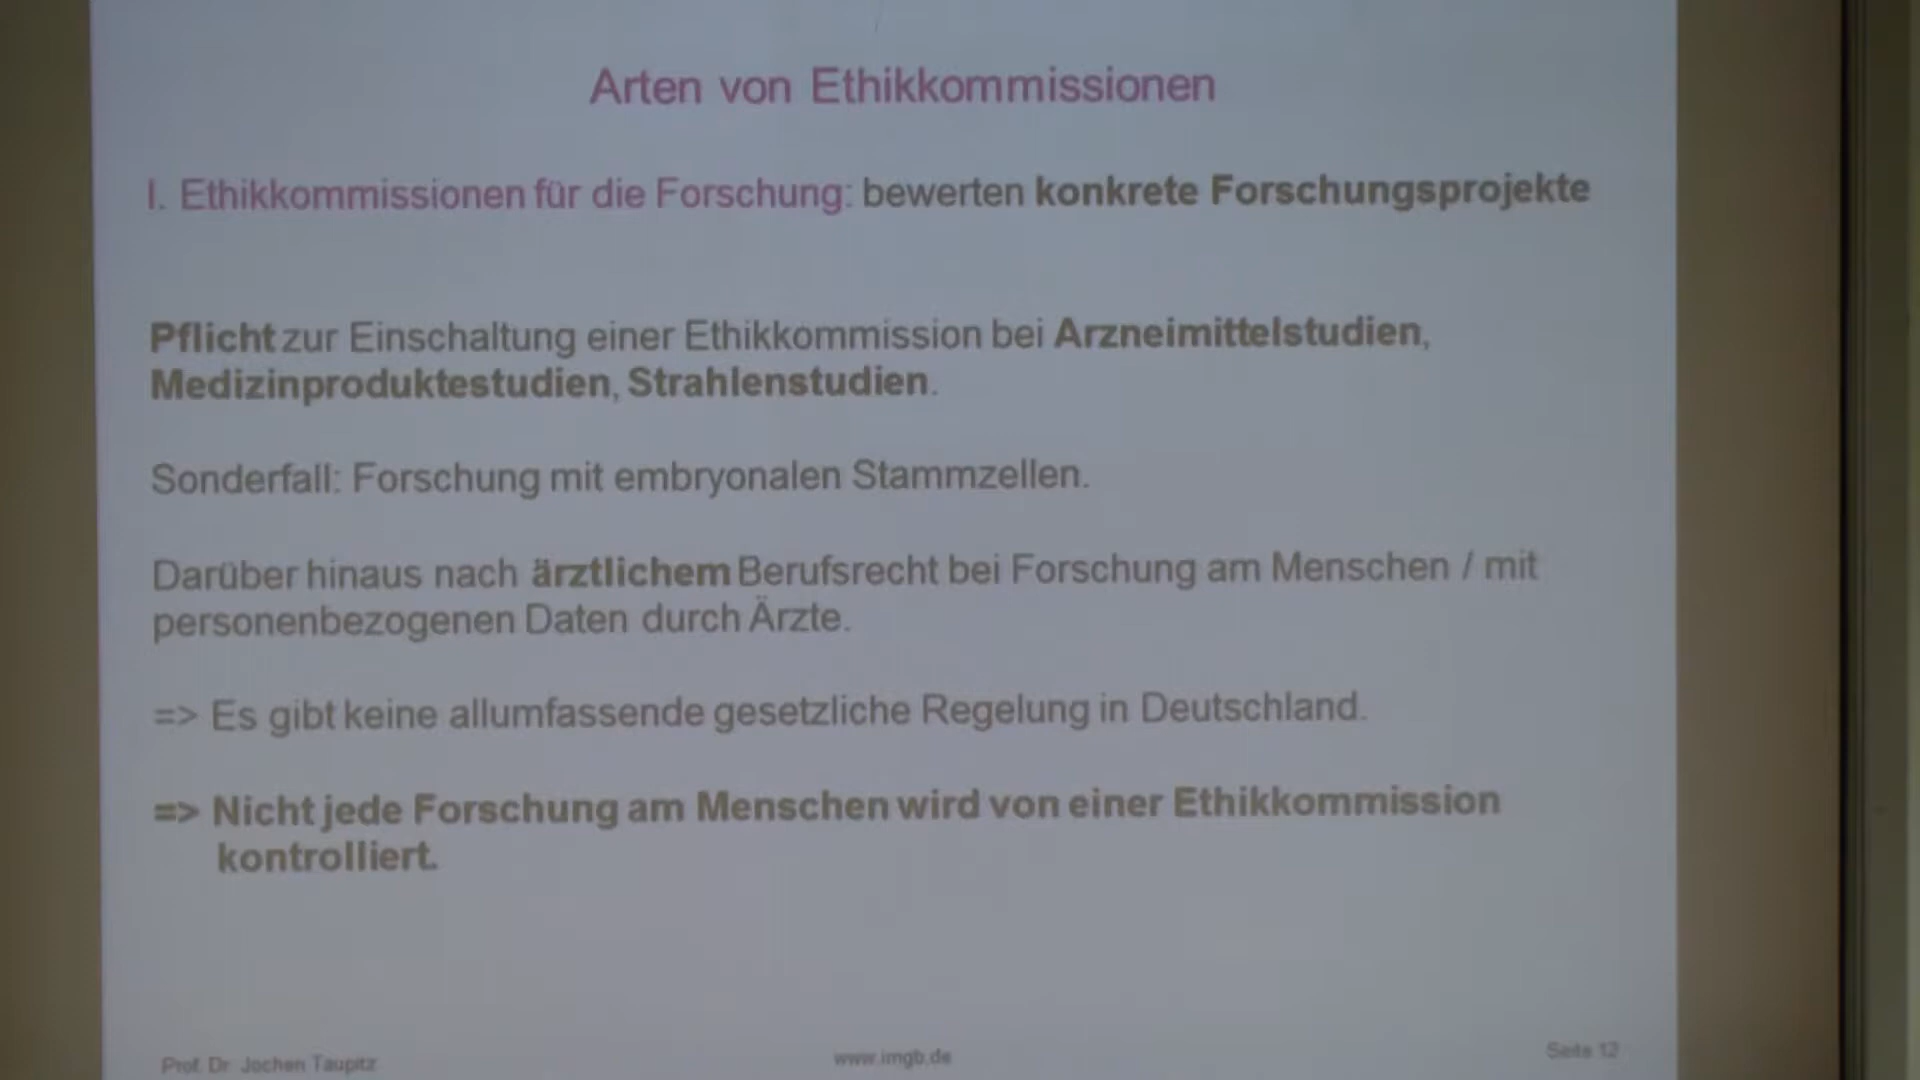 Arten von Ethikkommissionen
I. Ethikkommissionen für die Forschung: bewerten konkrete Forschungsprojekte
Pflicht zur Einschaltung einer Ethikkommission bei Arzneimittelstudien,
Medizinproduktestudien, Strahlenstudien.
Sonderfall: Forschung mit embryonalen Stammzellen.
Darüber hinaus nach ärztlichem Berufsrecht bei Forschung am Menschen / mit
personenbezogenen Daten durch Ärzte.
=> Es gibt keine allumfassende gesetzliche Regelung in Deutschland.
=> Nicht jede Forschung am Menschen wird von einer Ethikkommission
kontrolliert.
Prof. Dr. Jochen Taupitz
www.imgb.de
Seite 12